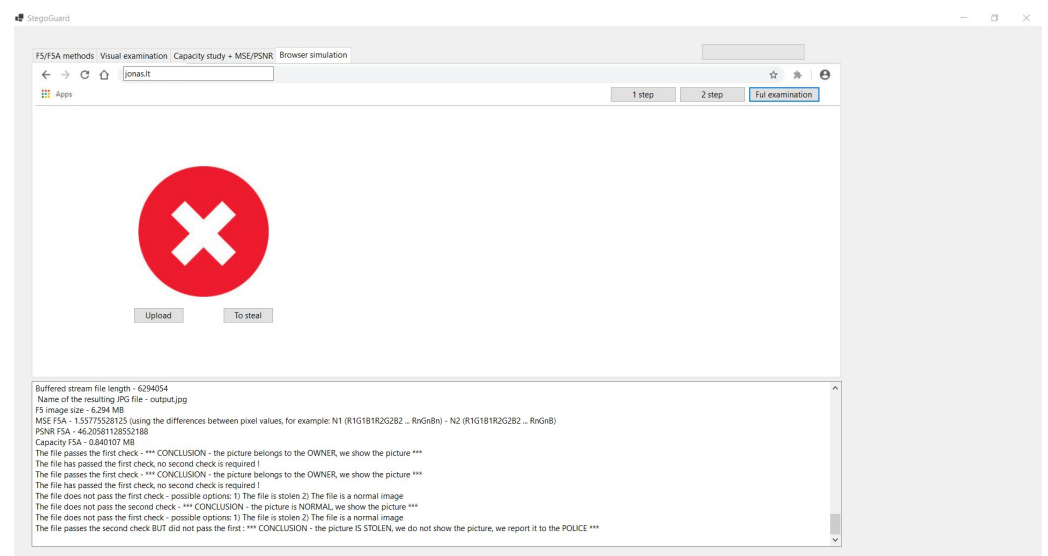 StegoGuard
F5/F5A methods Visual examination Capacity study + MSE/PSNR Browser simulation
jonas.lt
Apps
1 step 2 step Ful examination
Upload To steal
Buffered stream file length - 6294054
Name of the resulting JPG file - output.jpg
F5 image size - 6.294 MB
MSE F5A - 1.55775528125 (using the differences between pixel values, for example: N1 (R1G1B1R2G2B2 ... RnGnBn) - N2 (R1G1B1R2G2B2 ... RnGnB)
PSNR F5A - 46.20581128552188
Capacity F5A - 0.840107 MB
The file passes the first check - *** CONCLUSION - the picture belongs to the OWNER, we show the picture ***
The file has passed the first check, no second check is required !
The file passes the first check - *** CONCLUSION - the picture belongs to the OWNER, we show the picture ***
The file has passed the first check, no second check is required !
The file does not pass the first check - possible options: 1) The file is stolen 2) The file is a normal image
The file does not pass the second check - *** CONCLUSION - the picture is NORMAL, we show the picture ***
The file does not pass the first check - possible options: 1) The file is stolen 2) The file is a normal image
The file passes the second check BUT did not pass the first : *** CONCLUSION - the picture IS STOLEN, we do not show the picture, we report it to the POLICE ***